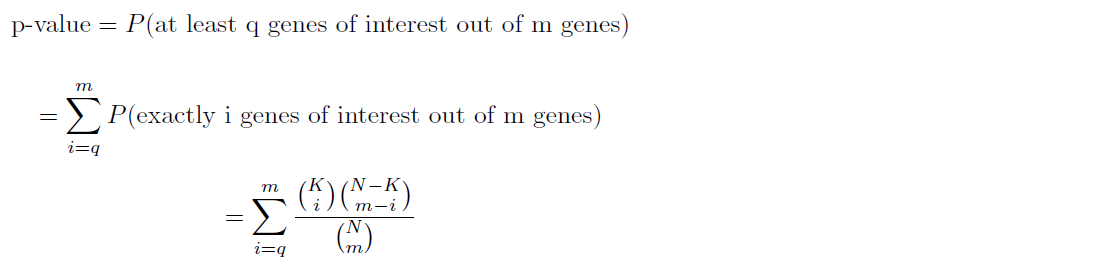 p-value = P(at least q genes of interest out of m genes)
= \sum_{i=q}^{m} P(exactly i genes of interest out of m genes)
= \sum_{i=q}^{m} \frac{\binom{K}{i}\binom{N-K}{m-i}}{\binom{N}{m}}